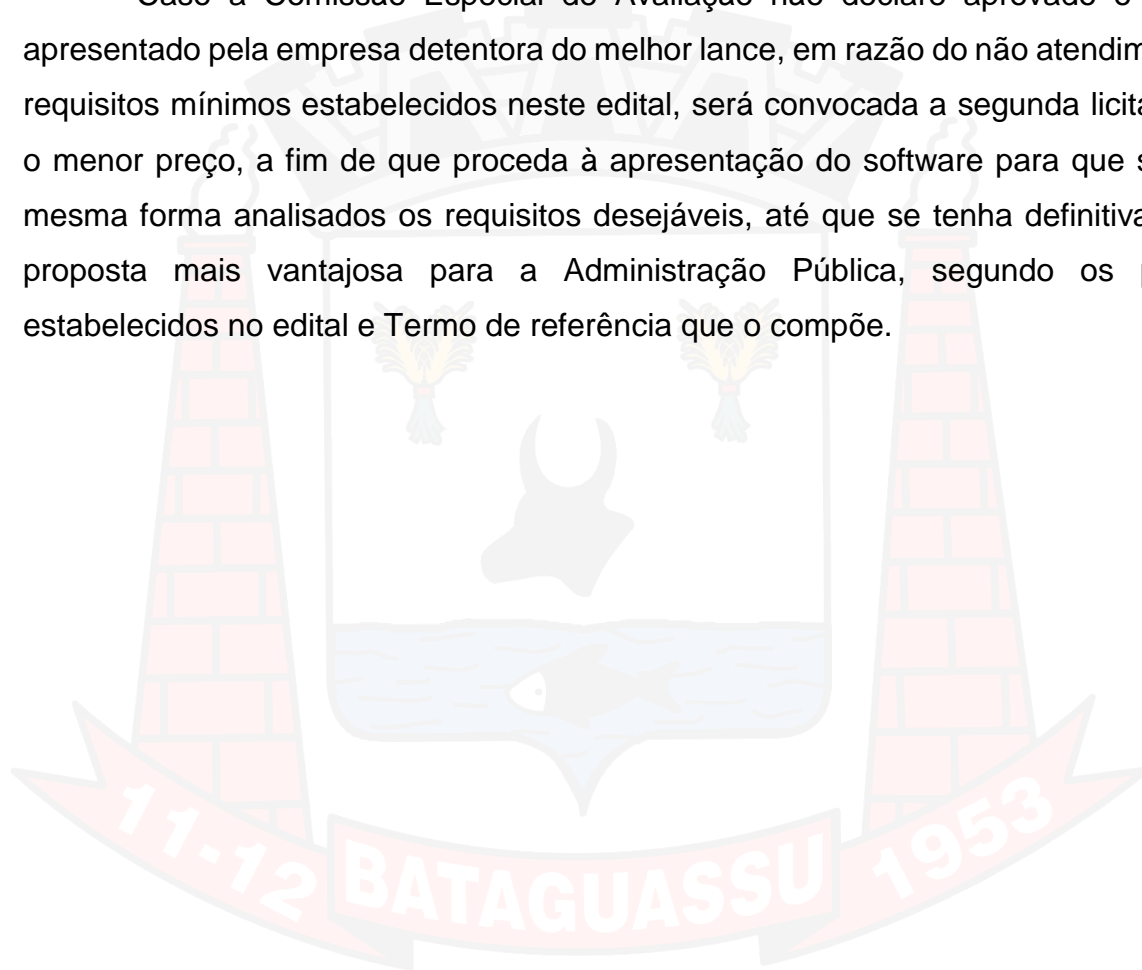 Caso a Comissão Especial de Avaliação não declare aprovado o
apresentado pela empresa detentora do melhor lance, em razão do não
requisitos mínimos estabelecidos neste edital, será convocada a segunda
o menor preço, a fim de que proceda à apresentação do software para que
mesma forma analisados os requisitos desejáveis, até que se tenha
proposta mais vantajosa para a Administração Pública, segundo os
estabelecidos no edital e Termo de referência que o compõe.
11-12 BATAGUASSU 1953